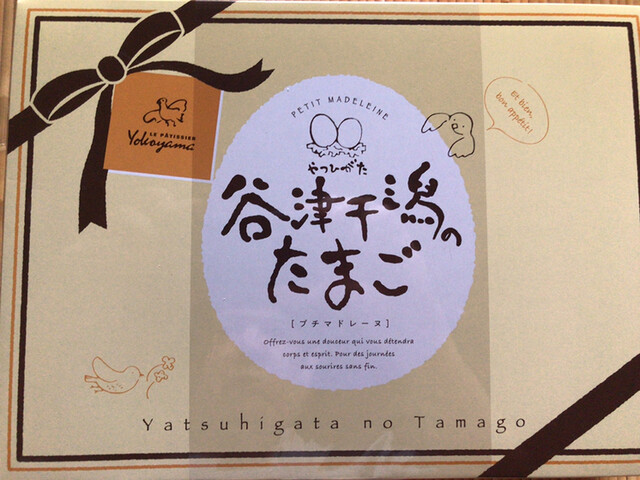 LE PÂTISSIER
Yokoyama
PETIT MADELEINE
Et bien,
bon appétit!
やつひがた
谷津干潟の
たまご
[プチマドレーヌ]
Offrez-vous une douceur qui vous détendra
corps et esprit. Pour des journées
aux sourires sans fin.
Yatsuhigata no Tamago